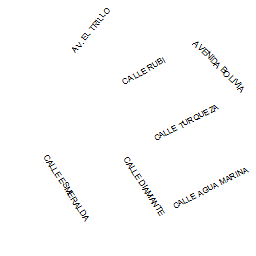 AV. EL TRILLO
AVENIDA BOLIVIA
CALLE RUBI
CALLE TURQUEZA
CALLE ESMERALDA
CALLE DIAMANTE
CALLE AGUA MARINA